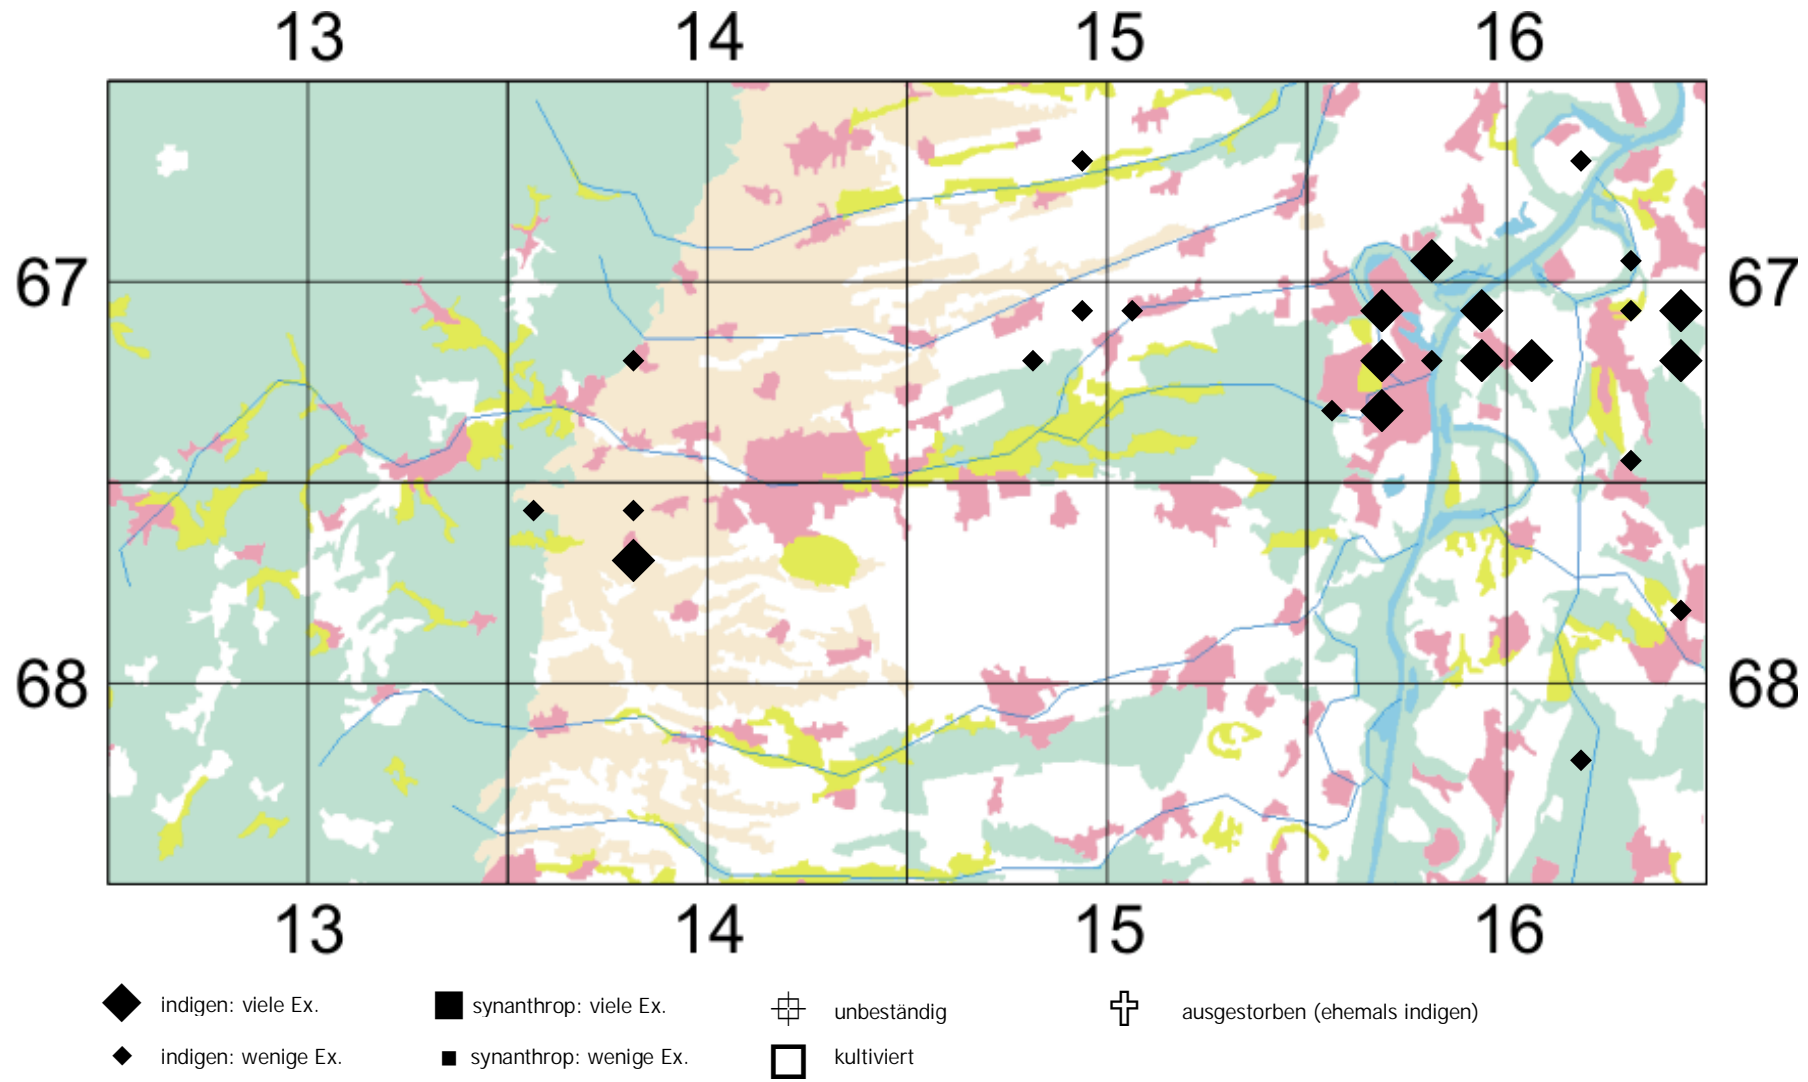 13 14 15 16
67 67
68 68
13 14 15 16
indigen: viele Ex. synanthrop: viele Ex. unbeständig ausgestorben (ehemals indigen)
indigen: wenige Ex. synanthrop: wenige Ex. kultiviert